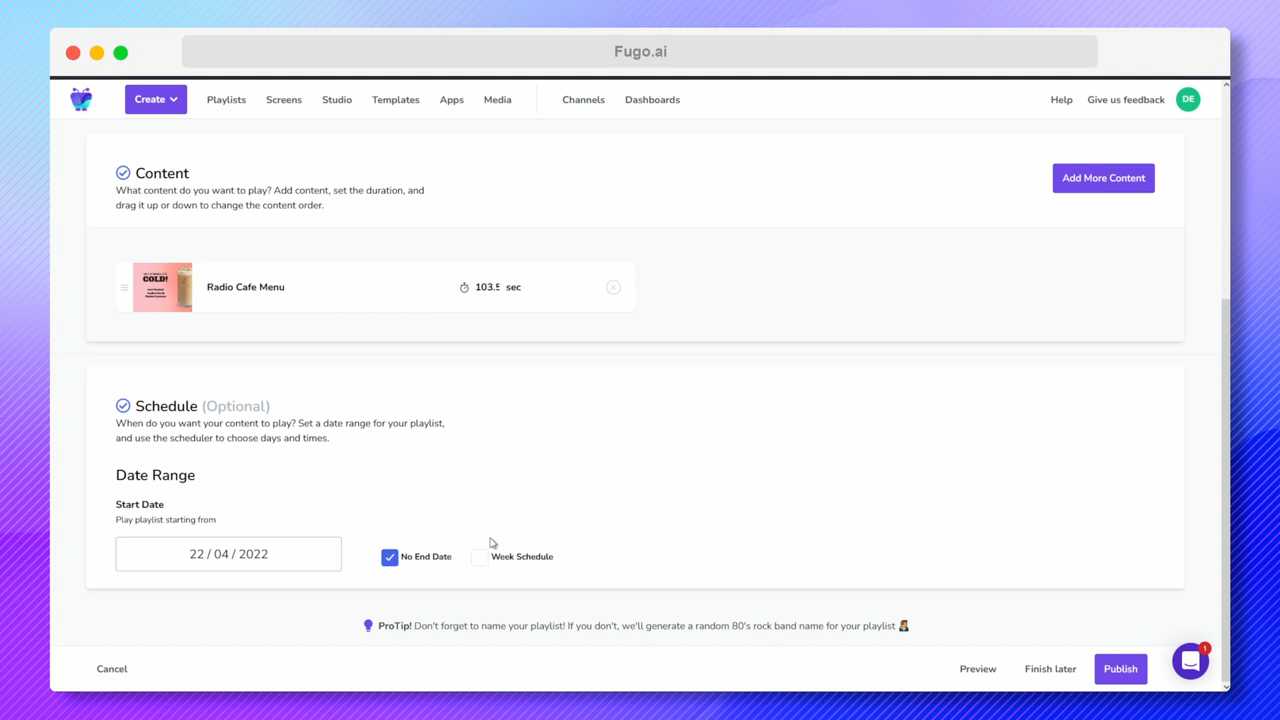 Fugo.ai
Create Playlists Screens Studio Templates Apps Media Channels Dashboards Help Give us feedback DE
Content
What content do you want to play? Add content, set the duration, and
drag it up or down to change the content order.
Add More Content
COLD!
Radio Cafe Menu 103.5 sec
Schedule (Optional)
When do you want your content to play? Set a date range for your playlist,
and use the scheduler to choose days and times.
Date Range
Start Date
Play playlist starting from
22 / 04 / 2022 No End Date Week Schedule
ProTip! Don't forget to name your playlist! If you don't, we'll generate a random 80's rock band name for your playlist
Cancel Preview Finish later Publish
1